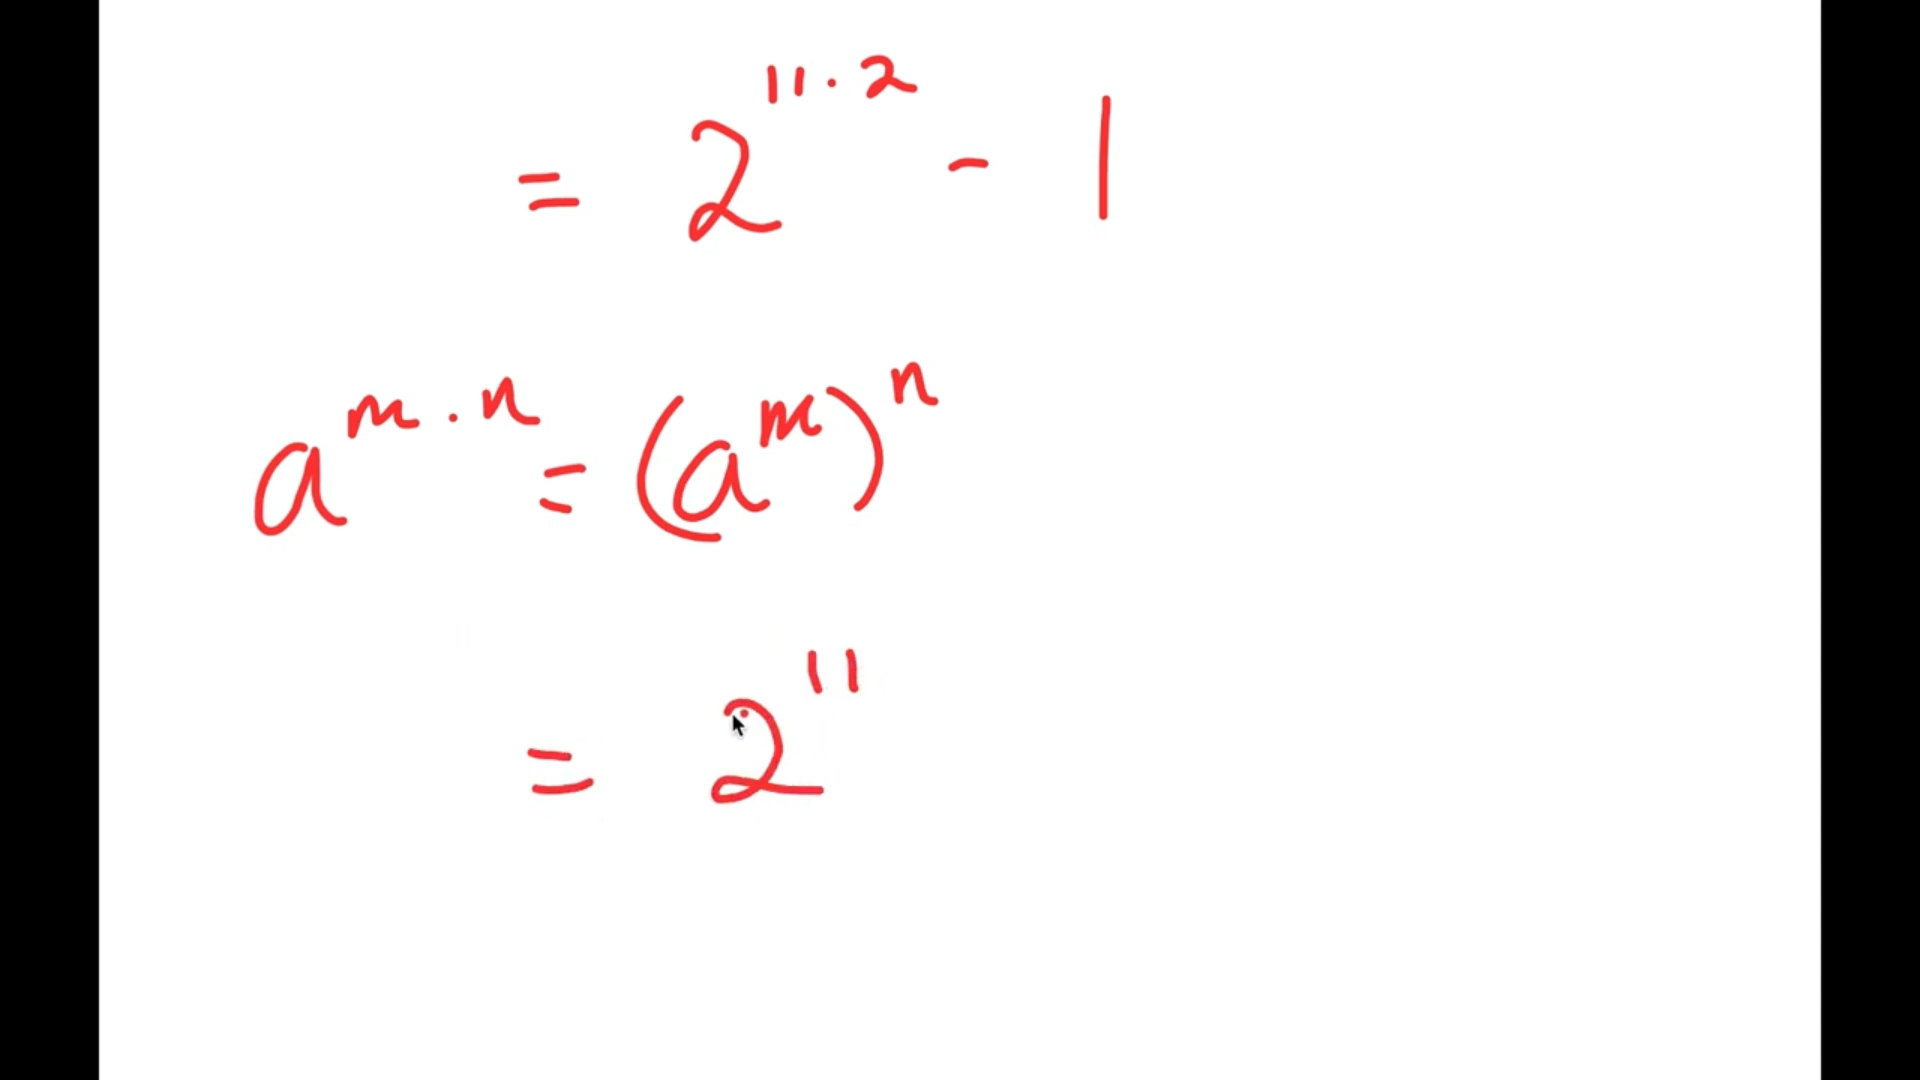 = 2^{11·2} - 1
a^{m·n} = (a^m)^n
= 2^{11}